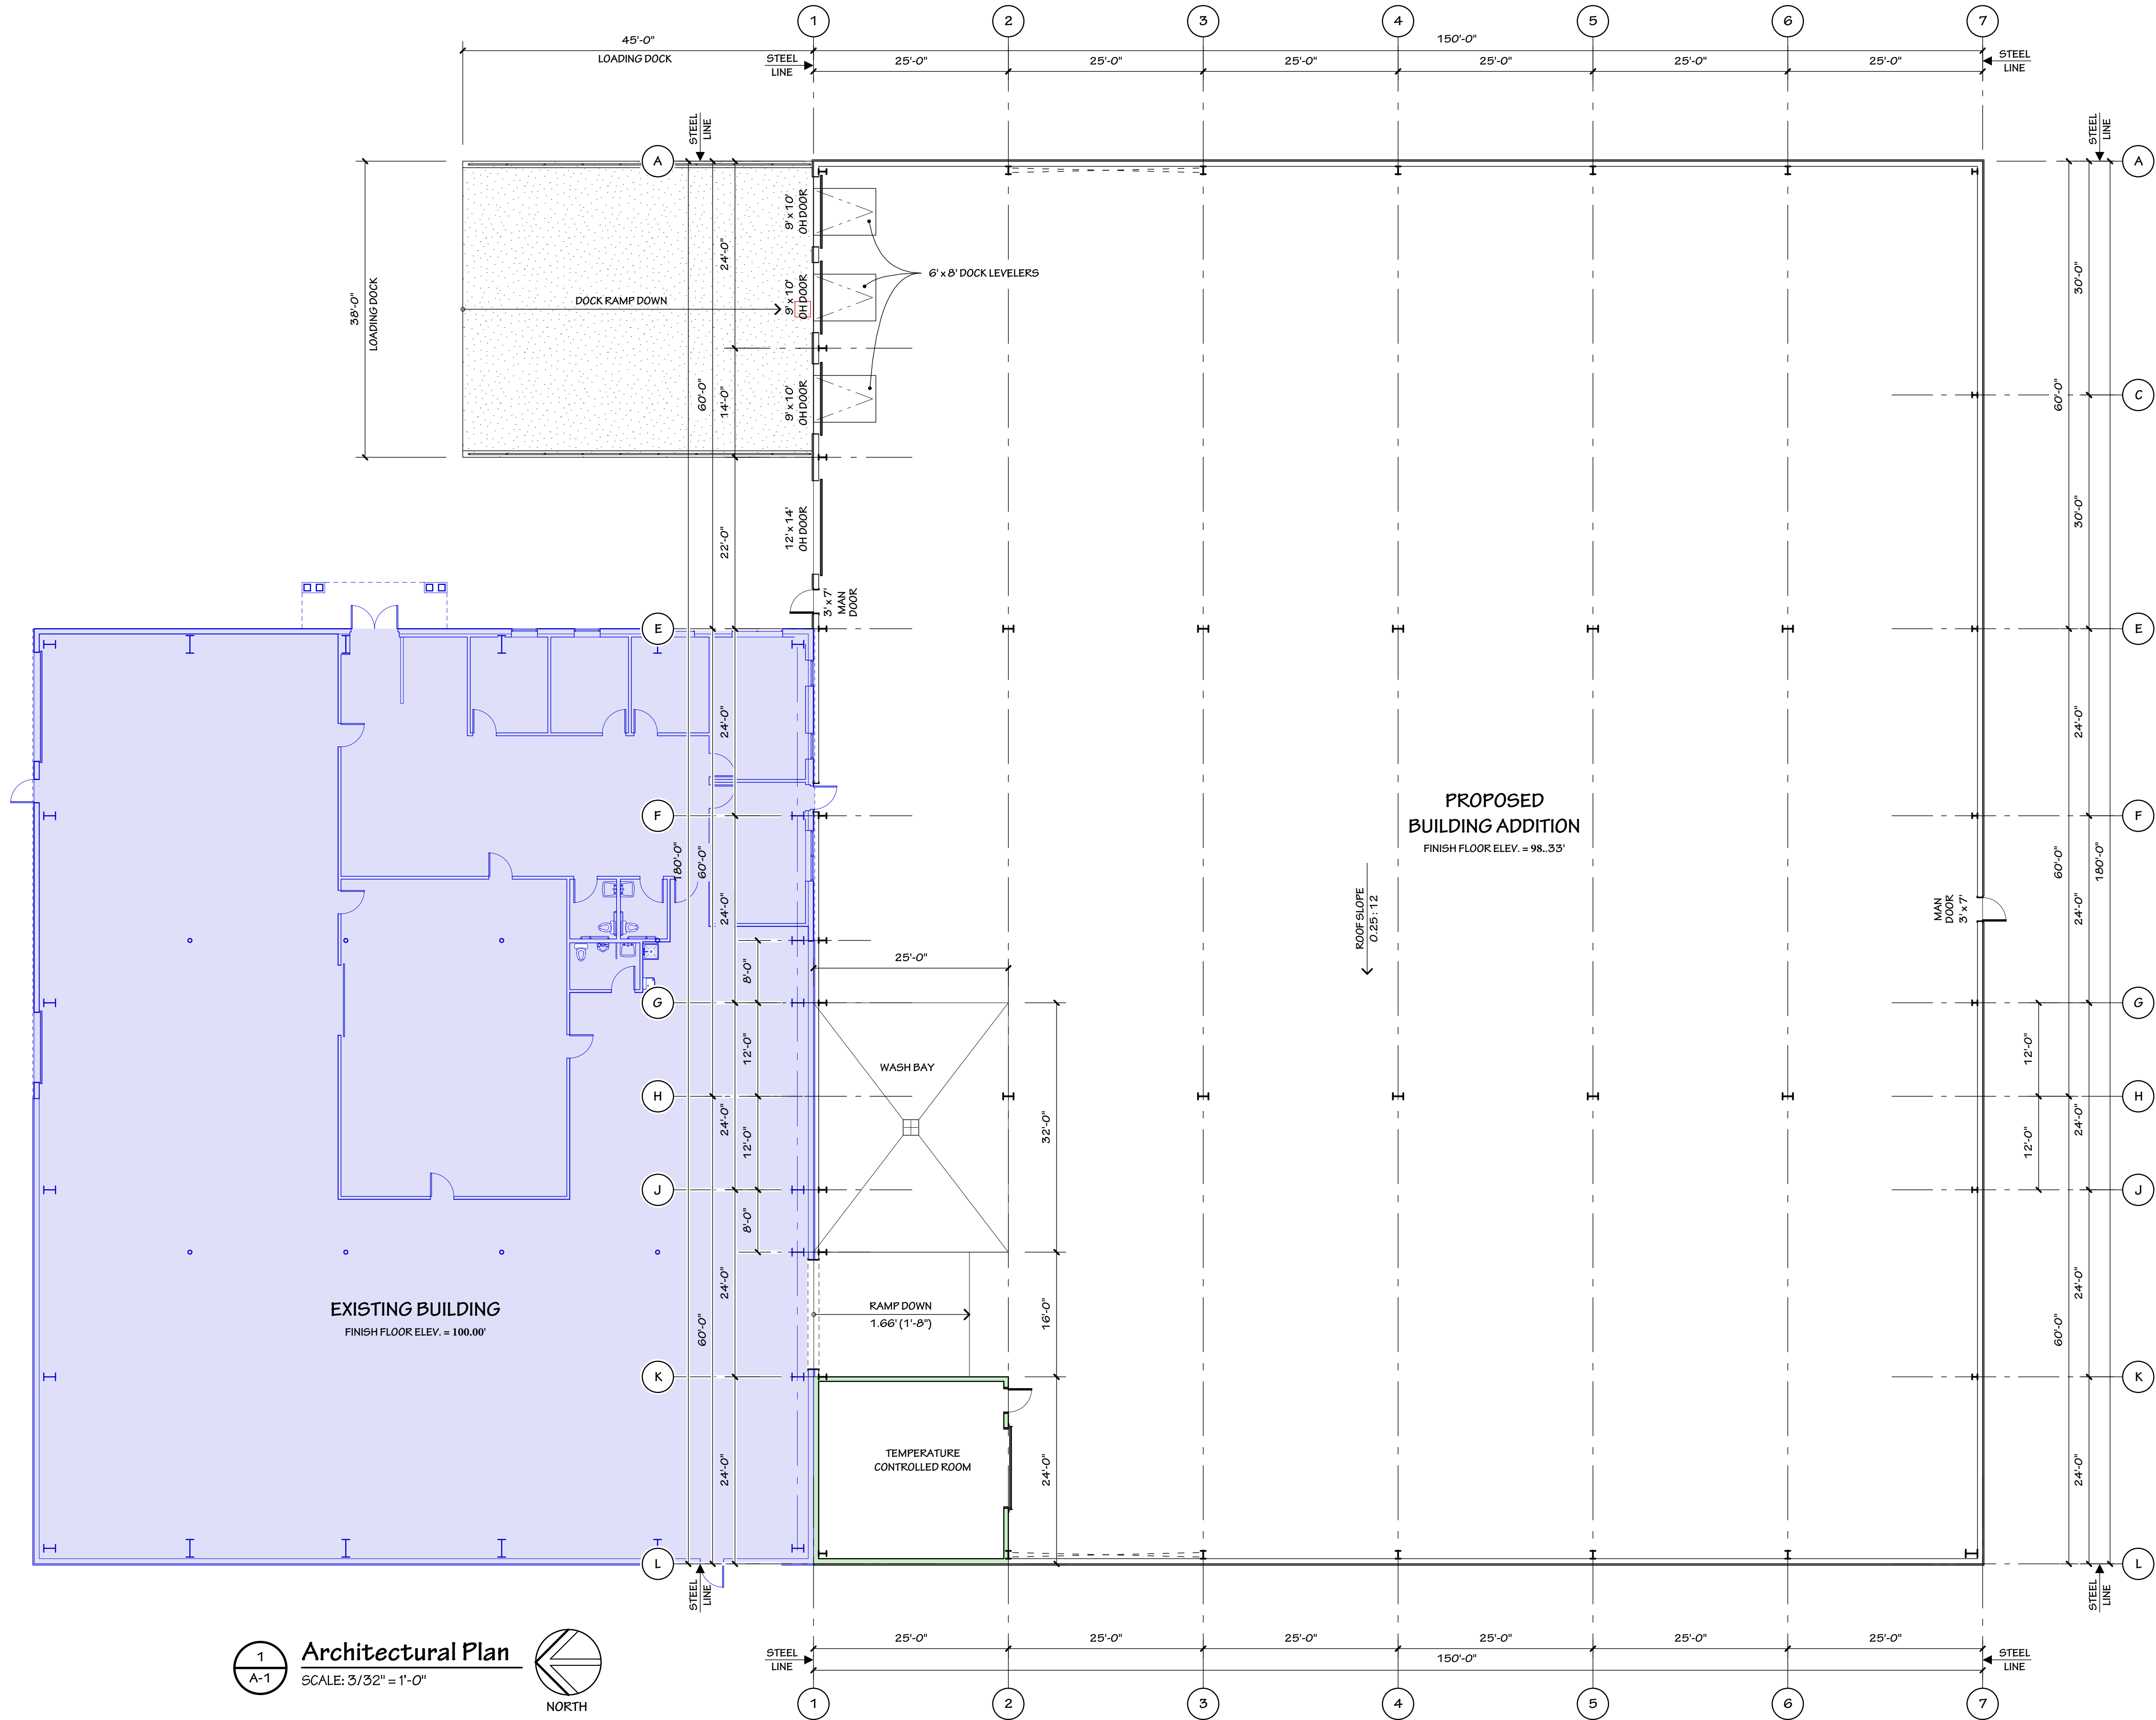 1 2 3 4 5 6 7
45'-0"
LOADING DOCK
STEEL
LINE
150'-0"
25'-0" 25'-0" 25'-0" 25'-0" 25'-0" 25'-0"
STEEL
LINE
STEEL
LINE
STEEL
LINE
A
A
38'-0"
LOADING DOCK
DOCK RAMP DOWN
24'-0"
9' x 10'
OH DOOR
9' x 10'
OH DOOR
9' x 10'
OH DOOR
6' x 8' DOCK LEVELERS
60'-0"
14'-0"
22'-0"
12' x 14'
OH DOOR
3' x 7'
MAN
DOOR
30'-0"
60'-0"
C
30'-0"
E
E
24'-0"
24'-0"
F
F
PROPOSED
BUILDING ADDITION
FINISH FLOOR ELEV. = 98..33'
ROOF SLOPE
0.25 : 12
180'-0"
60'-0"
24'-0"
60'-0"
180'-0"
24'-0"
MAN
DOOR
3' x 7'
25'-0"
8'-0"
G
G
12'-0"
WASH BAY
12'-0"
H
H
24'-0"
12'-0"
32'-0"
12'-0"
24'-0"
J
J
8'-0"
EXISTING BUILDING
FINISH FLOOR ELEV. = 100.00'
24'-0"
60'-0"
RAMP DOWN
1.66' (1'-8")
16'-0"
24'-0"
60'-0"
K
K
TEMPERATURE
CONTROLLED ROOM
24'-0"
24'-0"
24'-0"
L
L
STEEL
LINE
STEEL
LINE
1
A-1
Architectural Plan
SCALE: 3/32" = 1'-0"
NORTH
STEEL
LINE
25'-0" 25'-0" 25'-0" 25'-0" 25'-0" 25'-0"
150'-0"
STEEL
LINE
1 2 3 4 5 6 7